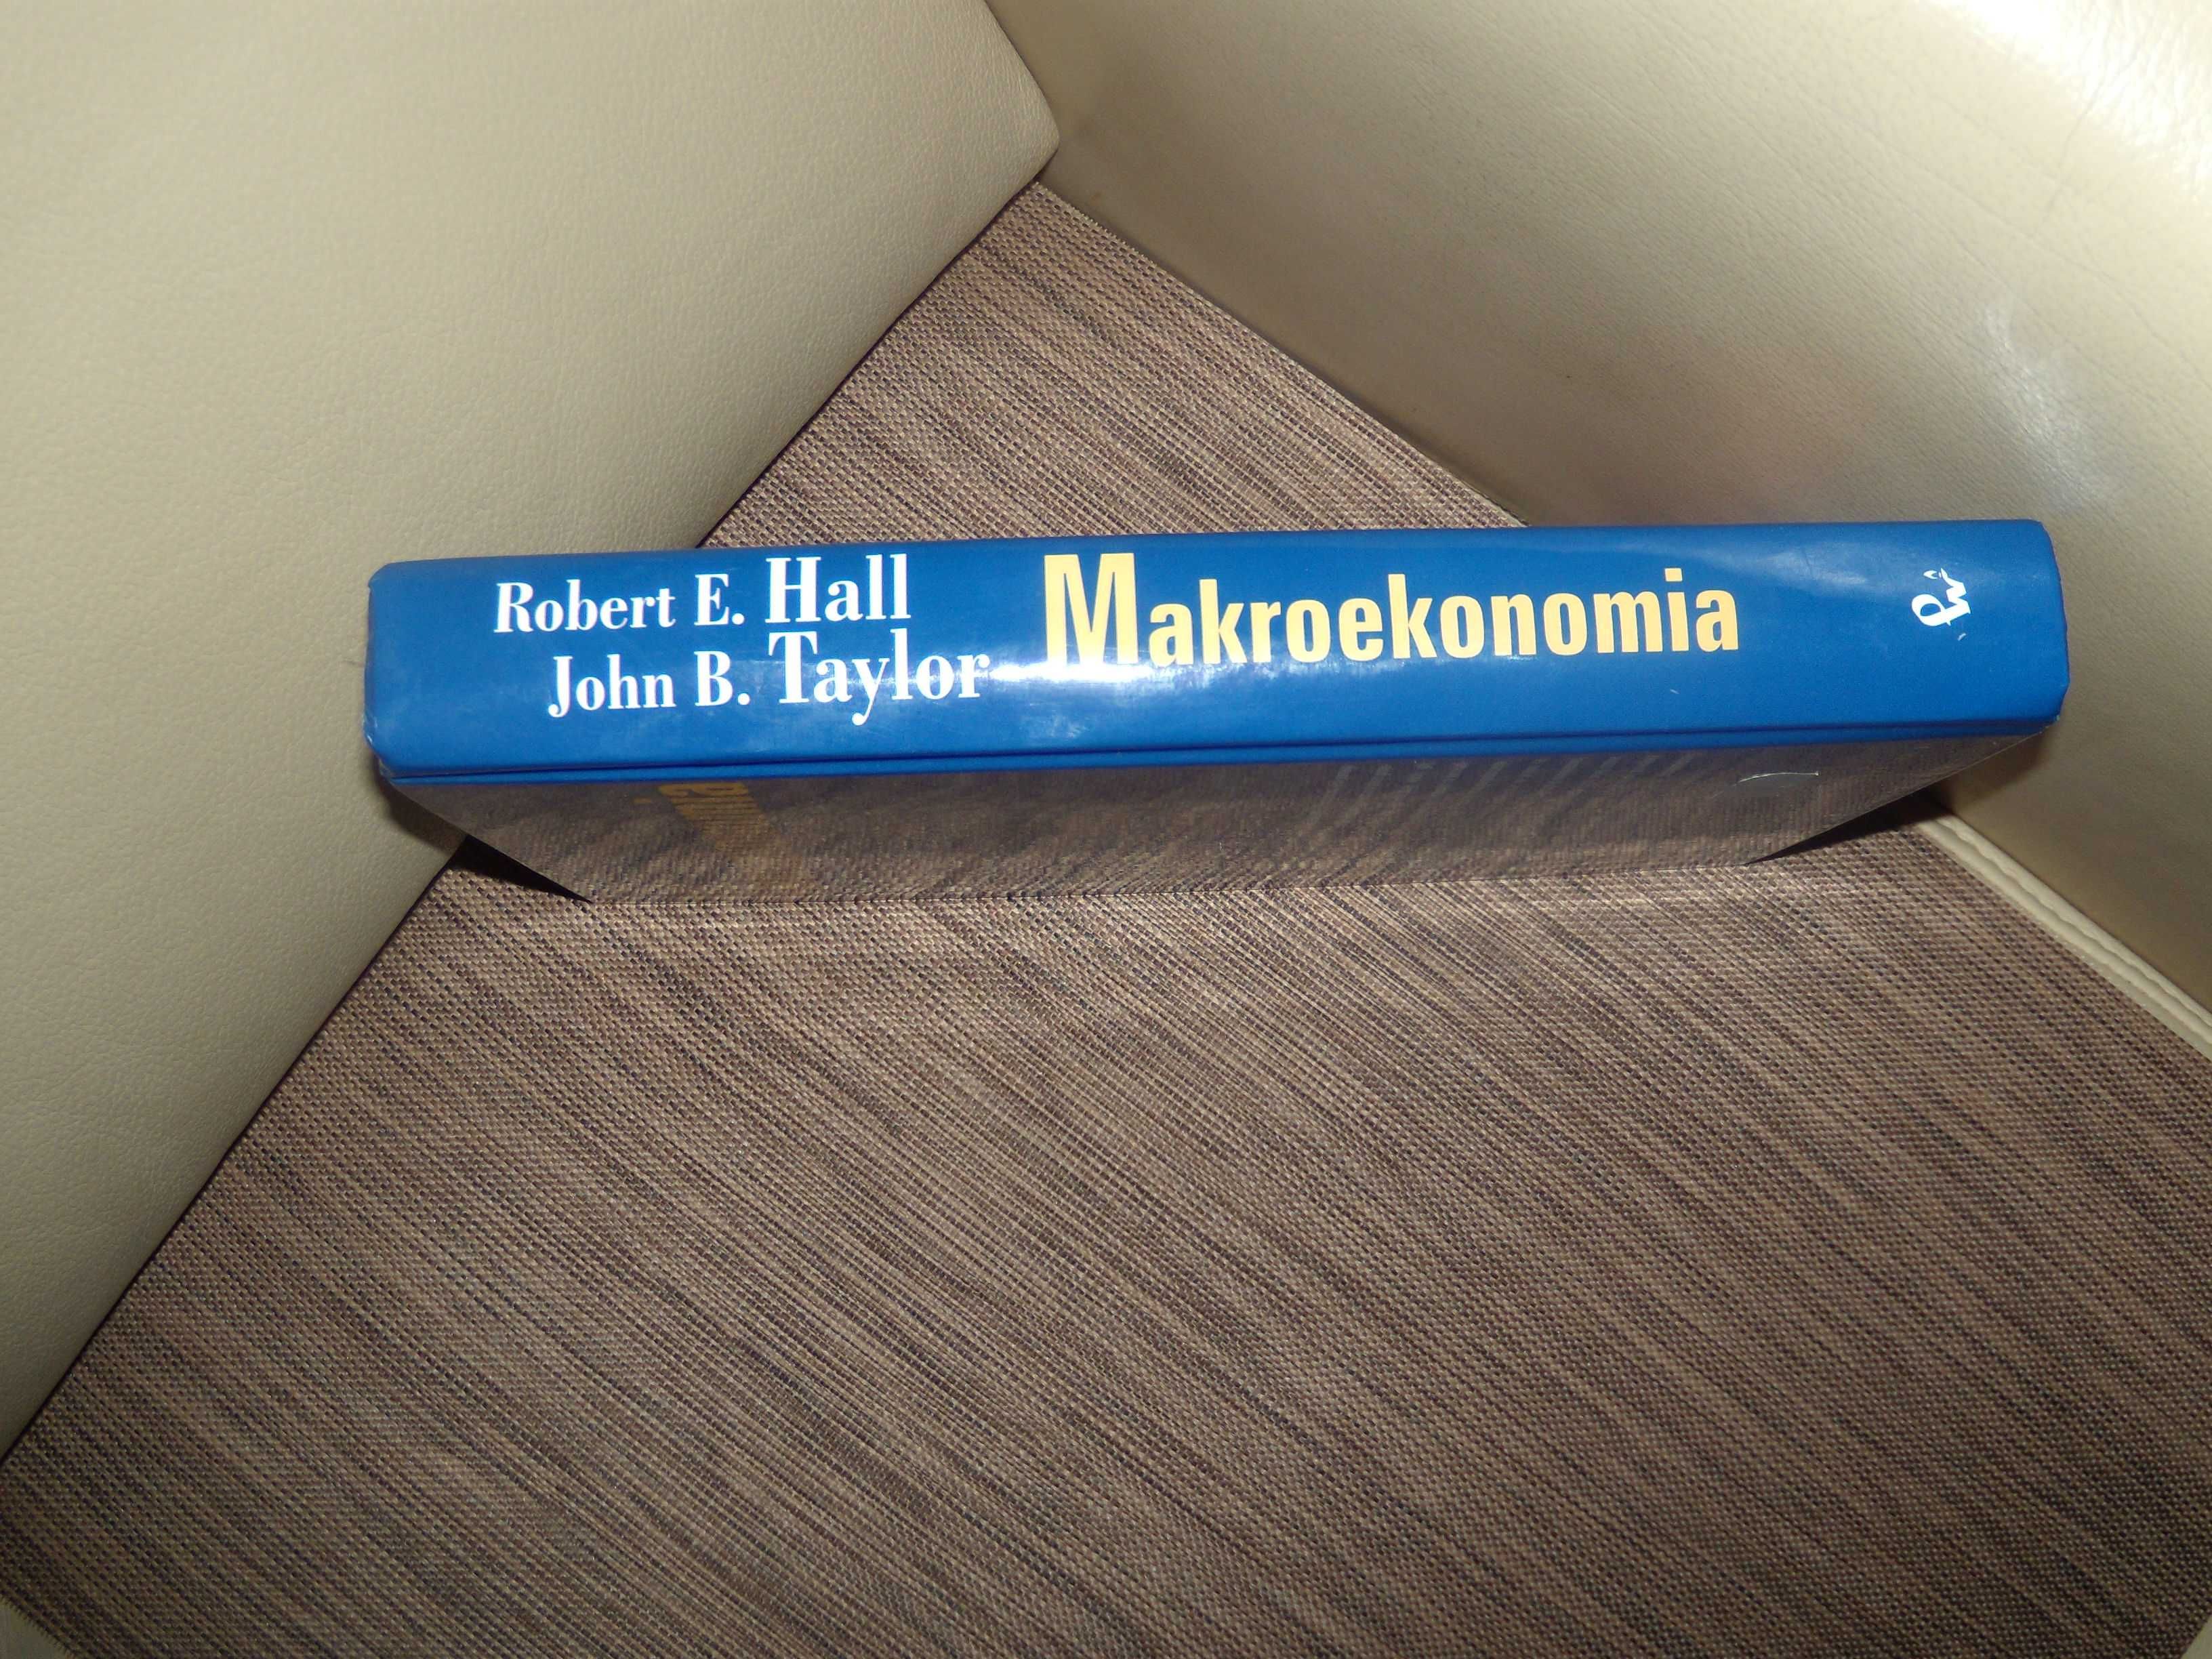 Robert E. Hall
John B. Taylor
Makroekonomia